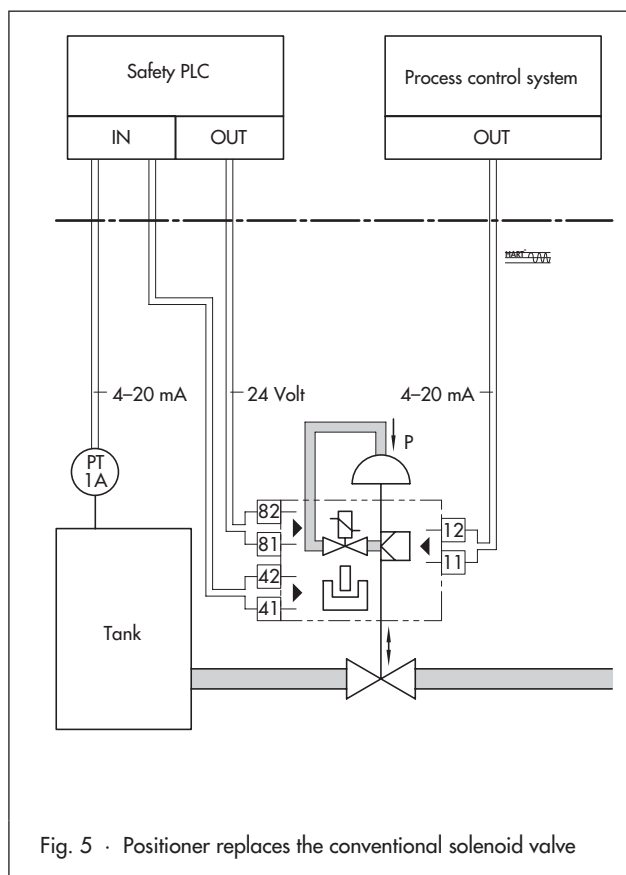 Safety PLC
Process control system
IN
OUT
OUT
HART
4–20 mA
24 Volt
4–20 mA
P
PT
1A
82
81
42
41
12
11
Tank
Fig. 5 · Positioner replaces the conventional solenoid valve